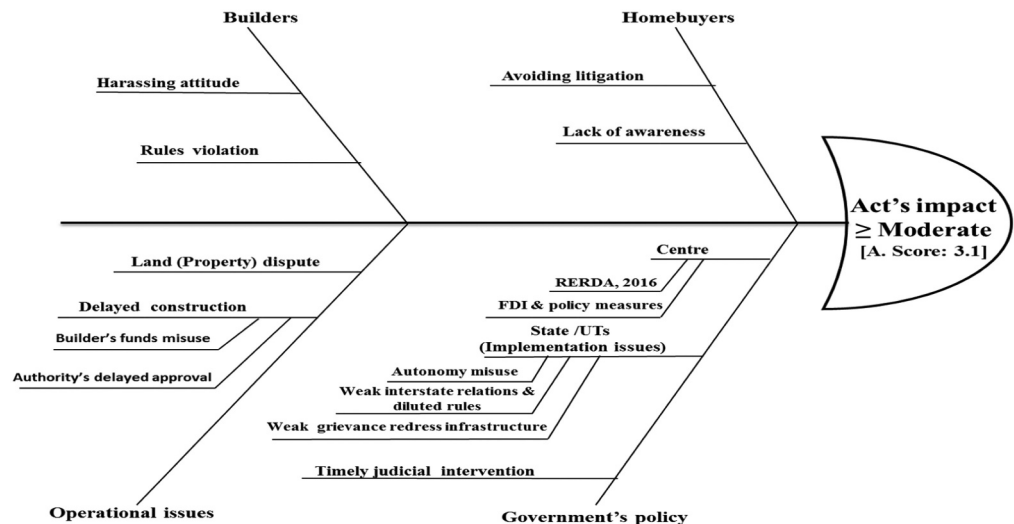 Builders
Homebuyers
Harassing attitude
Avoiding litigation
Rules violation
Lack of awareness
Act's impact
≥ Moderate
[A. Score: 3.1]
Land (Property) dispute
Delayed construction
Builder's funds misuse
Authority's delayed approval
Centre
RERDA, 2016
FDI & policy measures
State /UTs
(Implementation issues)
Autonomy misuse
Weak interstate relations &
diluted rules
Weak grievance redress infrastructure
Timely judicial intervention
Operational issues
Government's policy